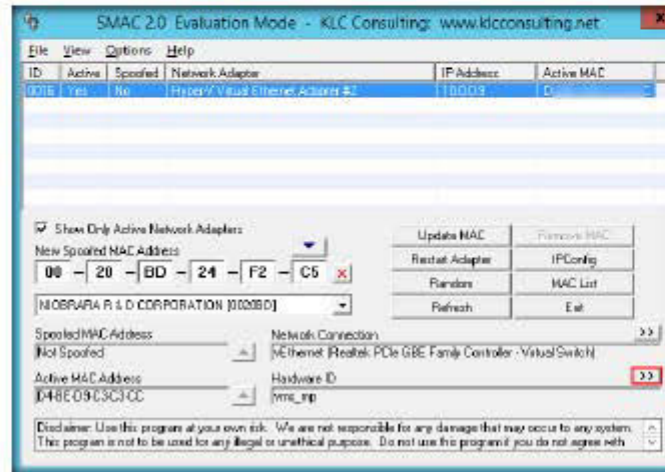 SMAC 2.0 Evaluation Mode - KLC Consulting: www.klcconsulting.net
File View Options Help
ID Active Spoofed Network Adapter IP Address Active MAC
0016 Yes No Hyper-V Virtual Ethernet Adapter #2 10.0.0.9 D
Show Only Active Network Adapters
Update MAC Remove MAC
New Spoofed MAC Address
Restart Adapter IPConfig
00 - 20 - BD - 24 - F2 - C5 X
Random MAC List
NIOBRARA R & D CORPORATION [0020BD]
Refresh Exit
Spoofed MAC Address Network Connection >>
Not Spoofed vEthernet (Realtek PCIe GBE Family Controller - Virtual Switch)
Active MAC Address Hardware ID >>
vms_mp
Disclaimer: Use this program at your own risk. We are not responsible for any damage that may occur to any system.
This program is not to be used for any illegal or unethical purpose. Do not use this program if you do not agree with